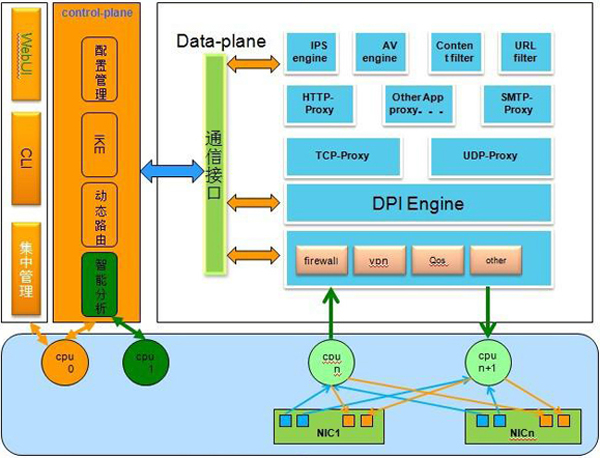 WebUI
CLI
集中管理
control-plane
配置管理
IKE
动态路由
智能分析
Data-plane
通信接口
IPS
engine
AV
engine
Conten
t filter
URL
filter
HTTP-
Proxy
Other App
proxy. . .
SMTP-
Proxy
TCP-Proxy
UDP-Proxy
DPI Engine
firewall
vpn
Qos
other
cpu
0
cpu
1
cpu
n
cpu
n+1
NIC1
NICn